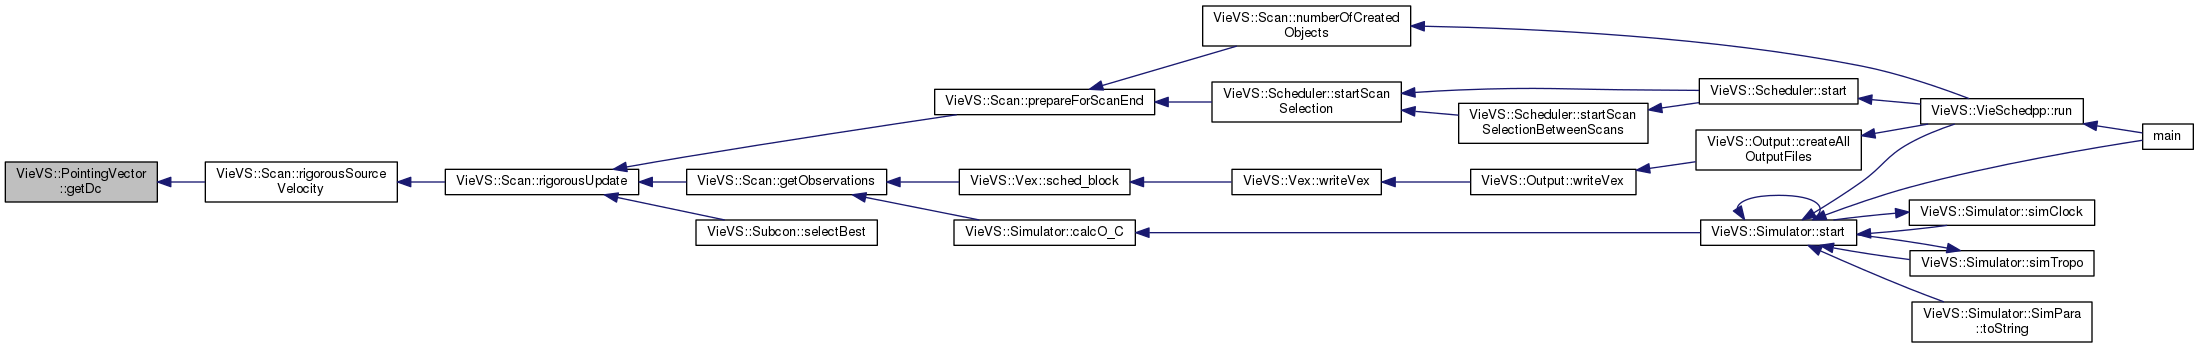 VieVS::PointingVector
::getDc
VieVS::Scan::rigorousSource
Velocity
VieVS::Scan::rigorousUpdate
VieVS::Scan::prepareForScanEnd
VieVS::Scan::numberOfCreated
Objects
VieVS::Scheduler::startScan
Selection
VieVS::Scheduler::start
VieVS::Scheduler::startScan
SelectionBetweenScans
VieVS::VieSchedpp::run
main
VieVS::Scan::getObservations
VieVS::Vex::sched_block
VieVS::Vex::writeVex
VieVS::Output::writeVex
VieVS::Output::createAll
OutputFiles
VieVS::Subcon::selectBest
VieVS::Simulator::calcO_C
VieVS::Simulator::start
VieVS::Simulator::simClock
VieVS::Simulator::simTropo
VieVS::Simulator::SimPara
::toString